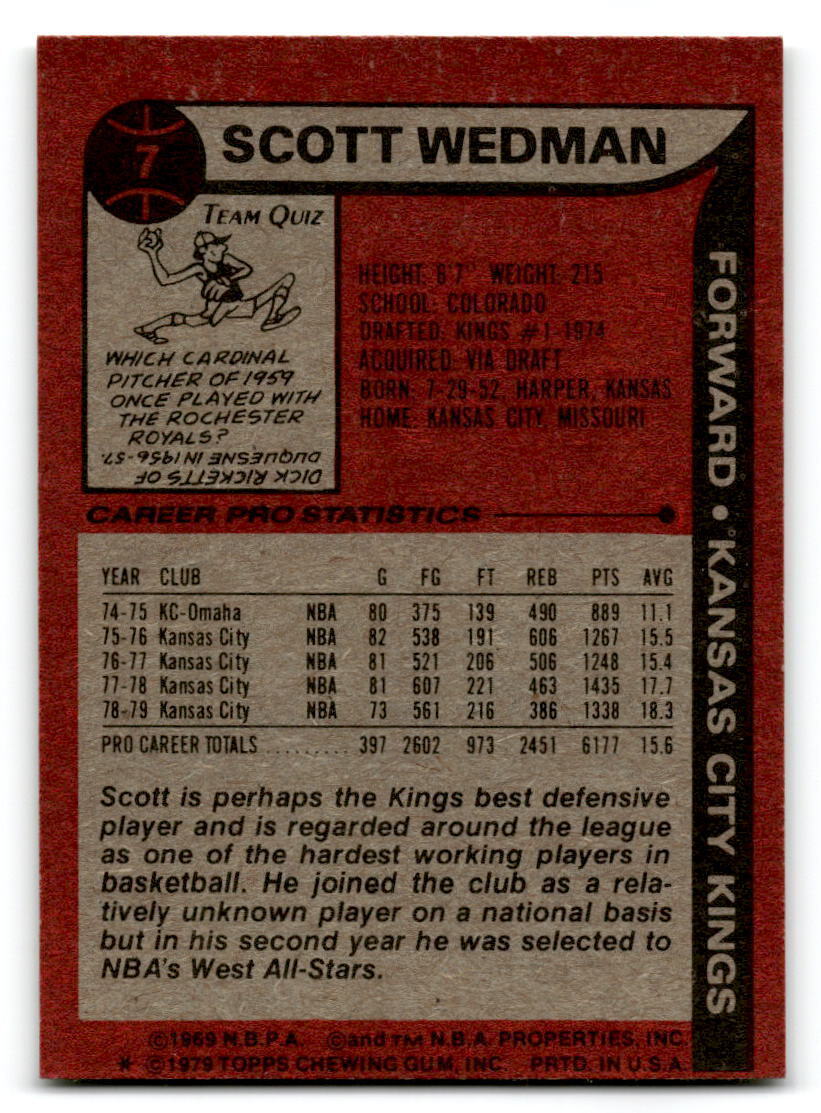 7
SCOTT WEDMAN
TEAM QUIZ
WHICH CARDINAL
PITCHER OF 1959
ONCE PLAYED WITH
THE ROCHESTER
ROYALS?
DICK RICKETTS OF
DUQUESNE IN 1956-57.
HEIGHT: 6'7" WEIGHT: 215
SCHOOL: COLORADO
DRAFTED: KINGS #1-1974
ACQUIRED: VIA DRAFT
BORN: 7-29-52, HARPER, KANSAS
HOME: KANSAS CITY, MISSOURI
FORWARD • KANSAS CITY KINGS
CAREER PRO STATISTICS
YEAR CLUB G FG FT REB PTS AVG
74-75 KC-Omaha NBA 80 375 139 490 889 11.1
75-76 Kansas City NBA 82 538 191 606 1267 15.5
76-77 Kansas City NBA 81 521 206 506 1248 15.4
77-78 Kansas City NBA 81 607 221 463 1435 17.7
78-79 Kansas City NBA 73 561 216 386 1338 18.3
PRO CAREER TOTALS ......... 397 2602 973 2451 6177 15.6
Scott is perhaps the Kings best defensive
player and is regarded around the league
as one of the hardest working players in
basketball. He joined the club as a rela-
tively unknown player on a national basis
but in his second year he was selected to
NBA's West All-Stars.
©1969 N.B.P.A. ©and TM N.B.A. PROPERTIES, INC.
* ©1979 TOPPS CHEWING GUM, INC. PRTD. IN U.S.A.